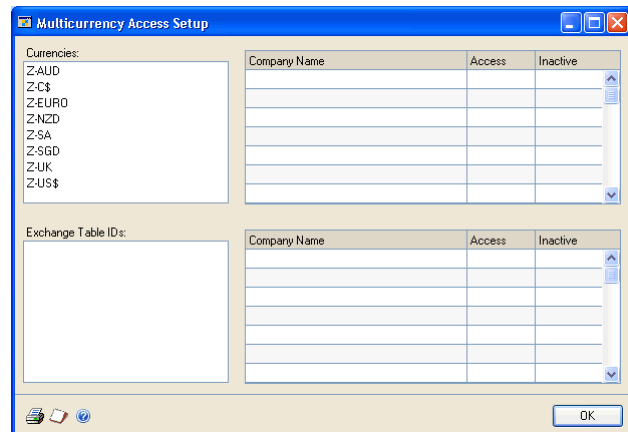 Multicurrency Access Setup
Currencies:
Z-AUD
Z-C$
Z-EURO
Z-NZD
Z-SA
Z-SGD
Z-UK
Z-US$
Company Name Access Inactive
Exchange Table IDs:
Company Name Access Inactive
OK